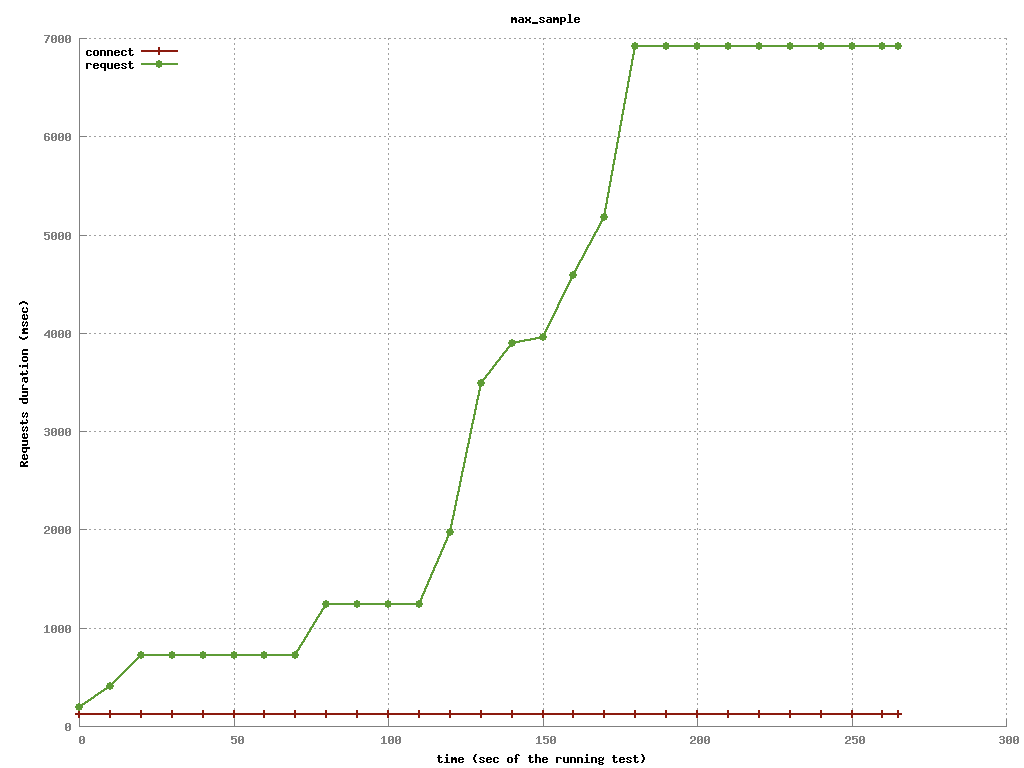 max_sample
connect
request
7000
6000
5000
4000
3000
2000
1000
0
Requests duration (msec)
0 50 100 150 200 250 300
time (sec of the running test)